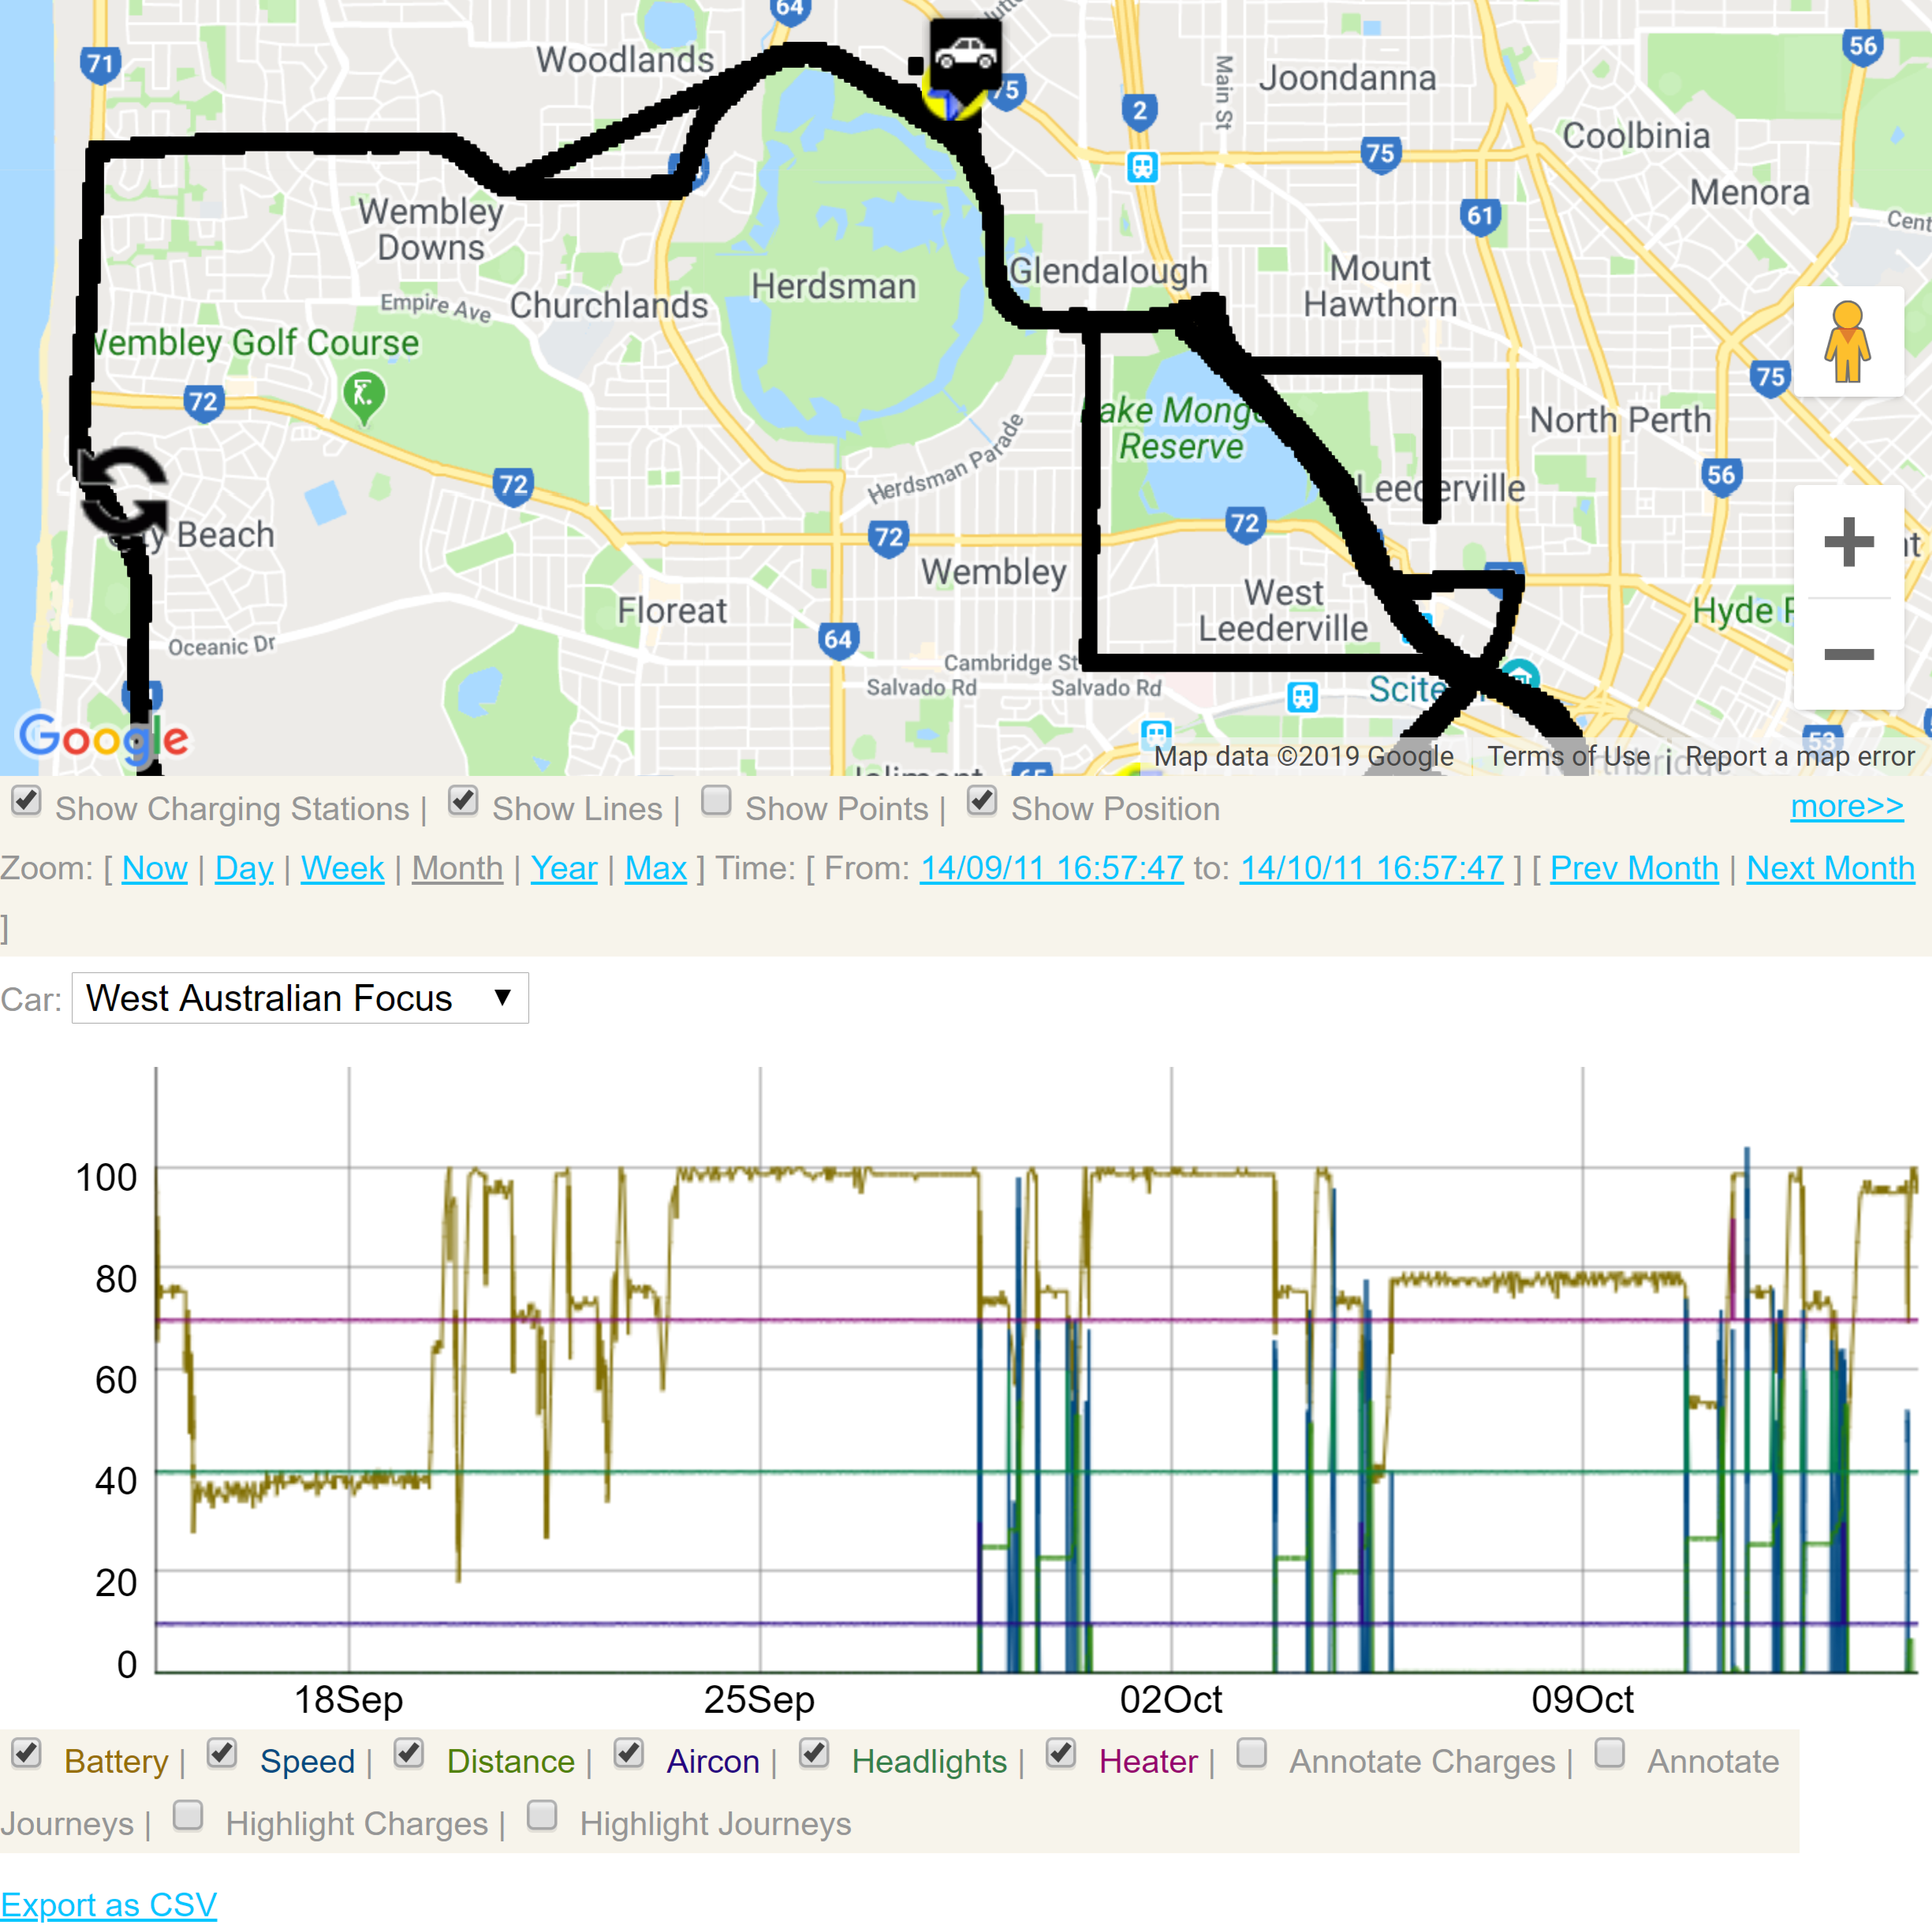 64
71
Woodlands
75
2
Main St
Joondanna
56
Coolbinia
75
Menora
61
Wembley
Downs
Empire Ave
Churchlands
Herdsman
Glendalough
Mount
Hawthorn
Wembley Golf Course
72
75
North Perth
Lake Mong
Reserve
Herdsman Parade
72
Leederville
56
72
72
Beach
Wembley
West
Leederville
Floreat
Hyde P
Oceanic Dr
64
Cambridge St
Salvado Rd
Salvado Rd
Scite
Google
53
Map data ©2019 Google
Terms of Use
Report a map error
Show Charging Stations | Show Lines | Show Points | Show Position
more>>
Zoom: [ Now | Day | Week | Month | Year | Max ] Time: [ From: 14/09/11 16:57:47 to: 14/10/11 16:57:47 ] [ Prev Month | Next Month
]
Car: West Australian Focus ▼
100
80
60
40
20
0
18Sep 25Sep 02Oct 09Oct
Battery | Speed | Distance | Aircon | Headlights | Heater | Annotate Charges | Annotate
Journeys | Highlight Charges | Highlight Journeys
Export as CSV